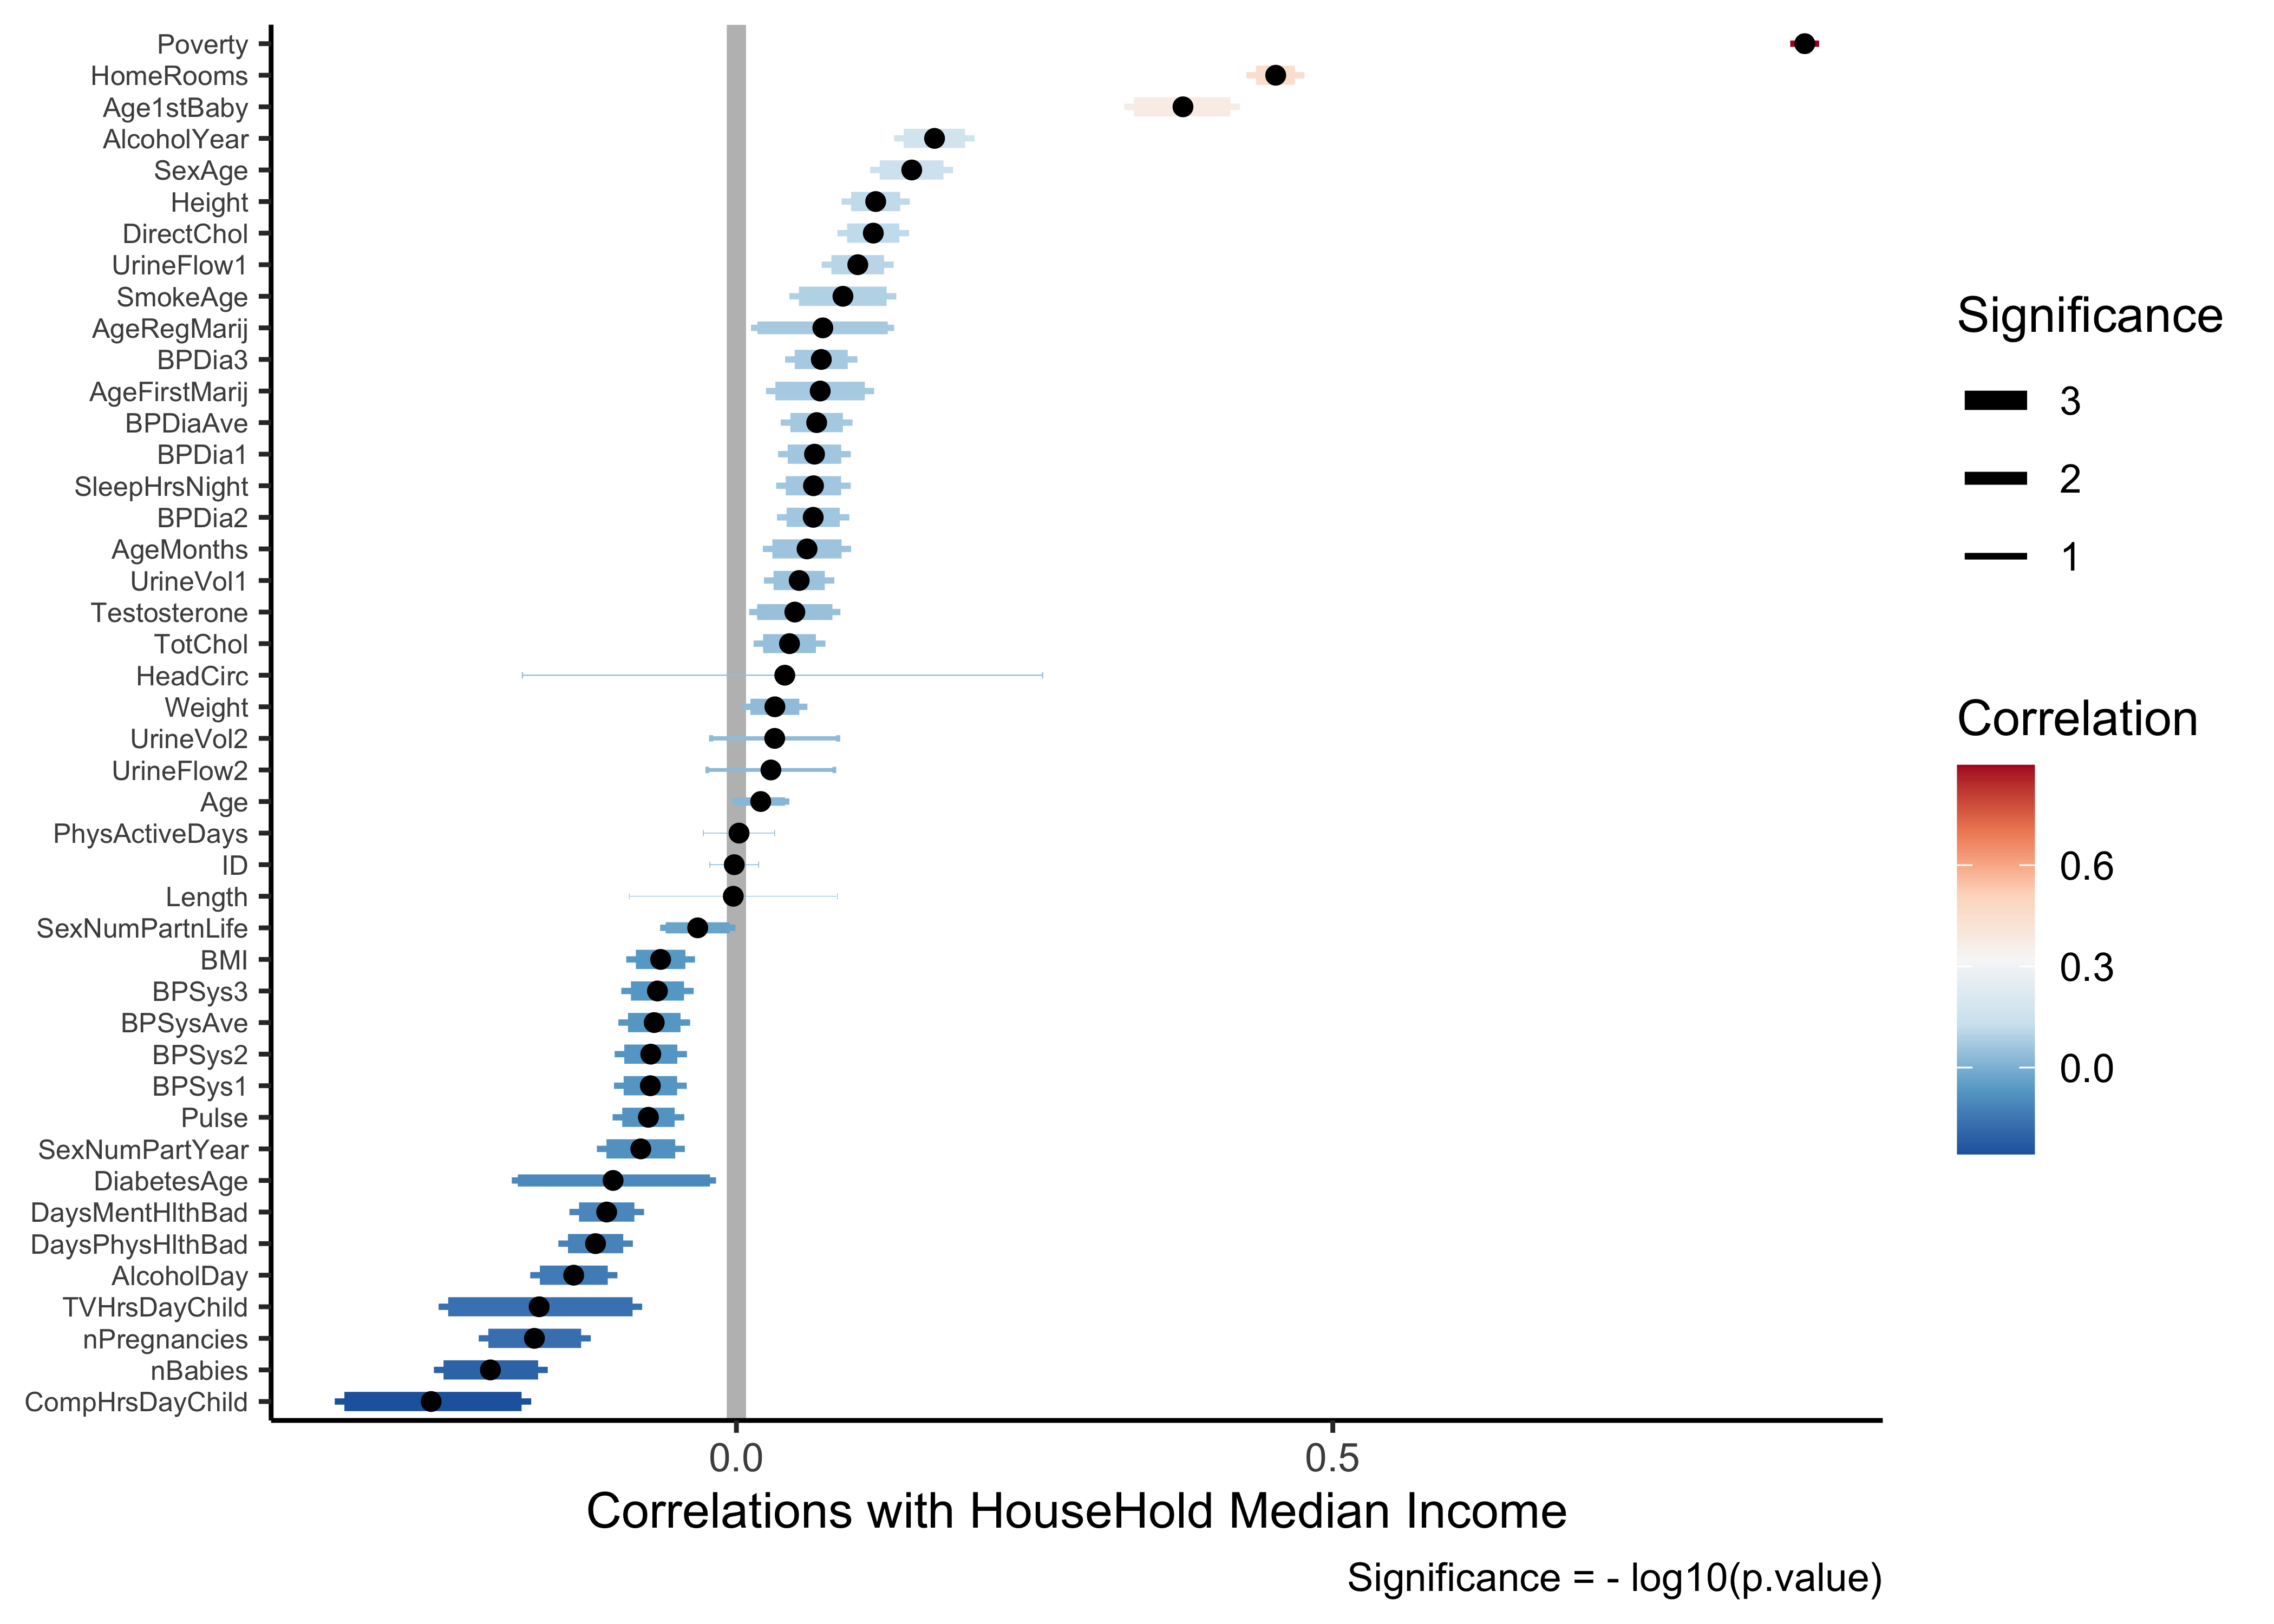 Poverty
HomeRooms
Age1stBaby
AlcoholYear
SexAge
Height
DirectChol
UrineFlow1
SmokeAge
AgeRegMarij
BPDia3
AgeFirstMarij
BPDiaAve
BPDia1
SleepHrsNight
BPDia2
AgeMonths
UrineVol1
Testosterone
TotChol
HeadCirc
Weight
UrineVol2
UrineFlow2
Age
PhysActiveDays
ID
Length
SexNumPartnLife
BMI
BPSys3
BPSysAve
BPSys2
BPSys1
Pulse
SexNumPartYear
DiabetesAge
DaysMentHlthBad
DaysPhysHlthBad
AlcoholDay
TVHrsDayChild
nPregnancies
nBabies
CompHrsDayChild
0.0 0.5
Correlations with HouseHold Median Income
Significance = - log10(p.value)
Significance
3
2
1
Correlation
0.6
0.3
0.0